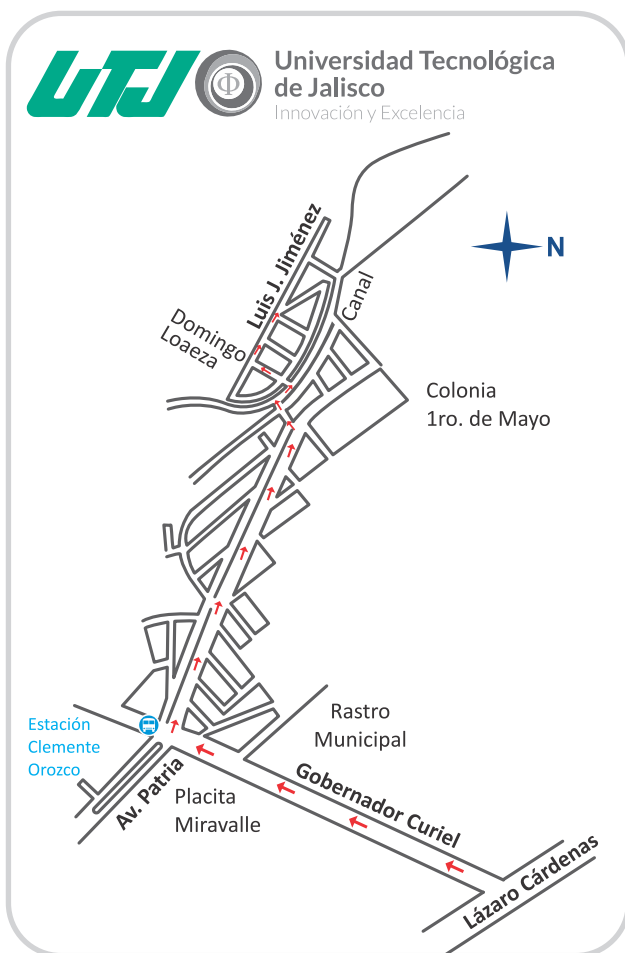 UTJ
Φ
Universidad Tecnológica
de Jalisco
Innovación y Excelencia
Luis J. Jiménez
N
Canal
Domingo
Loaeza
Colonia
1ro. de Mayo
Estación
Clemente
Orozco
Rastro
Municipal
Av. Patria
Placita
Miravalle
Gobernador Curiel
Lázaro Cárdenas